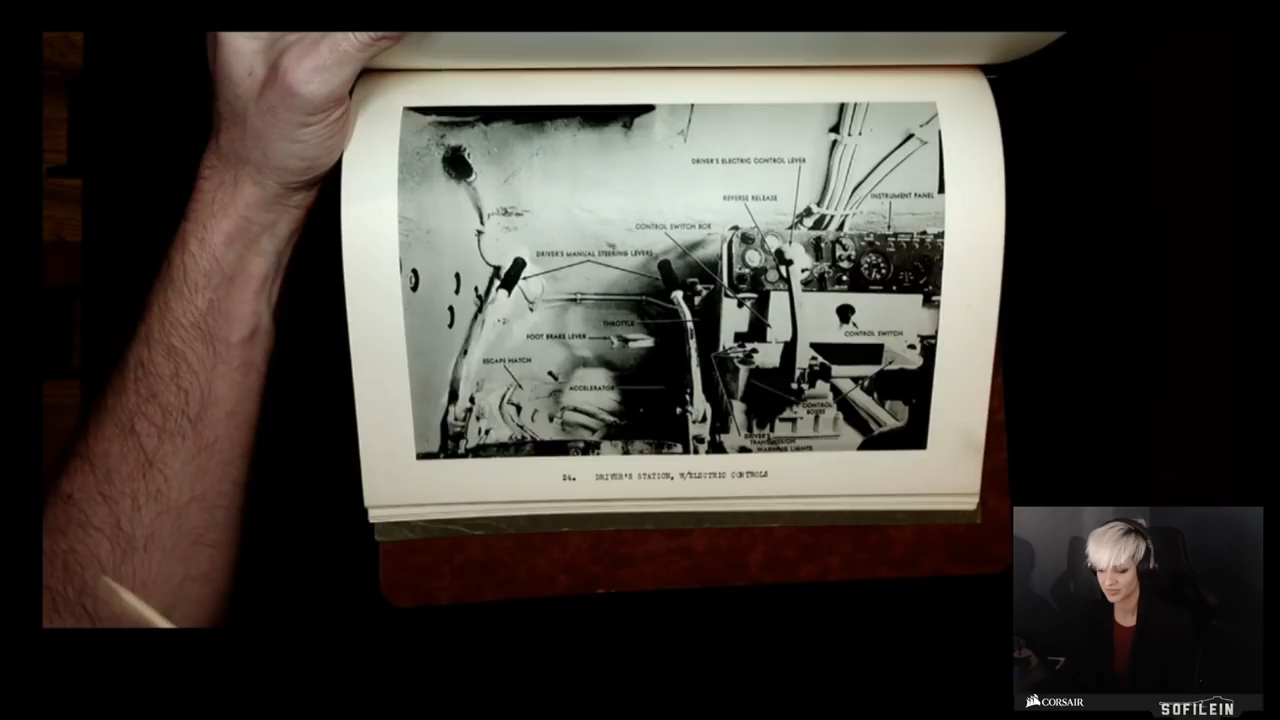 DRIVER'S ELECTRIC CONTROL LEVER
REVERSE RELEASE
INSTRUMENT PANEL
CONTROL SWITCH BOX
DRIVER'S MANUAL STEERING LEVERS
THROTTLE
FOOT BRAKE LEVER
CONTROL SWITCH
ESCAPE HATCH
ACCELERATOR
CONTROL
BOXES
DRIVER'S
TRANSMISSION
WARNING LIGHTS
24. DRIVER'S STATION, W/ELECTRIC CONTROLS
CORSAIR
SOFILEIN